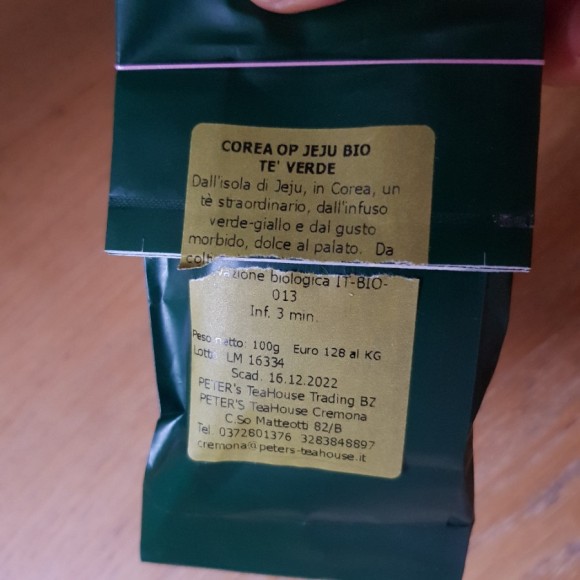 COREA OP JEJU BIO
TE' VERDE
Dall'isola di Jeju, in Corea, un
tè straordinario, dall'infuso
verde-giallo e dal gusto
morbido, dolce al palato. Da
biologica IT-BIO-
013
Inf. 3 min.
Peso netto: 100g Euro 128 al KG
Lotto LM 16334
Scad. 16.12.2022
PETER's TeaHouse Trading BZ
PETER'S TeaHouse Cremona
C.So Matteotti 82/B
Tel 0372801376 3283848897
cremona@peters-teahouse.it